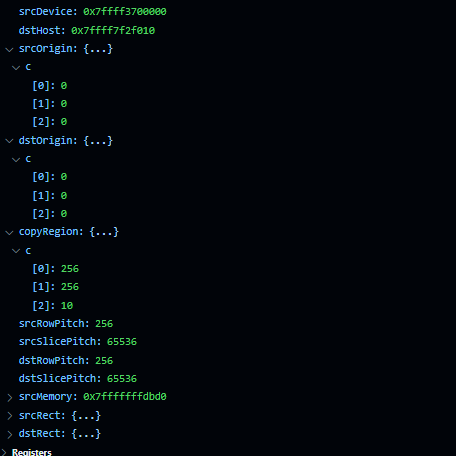 srcDevice: 0x7ffff3700000
dstHost: 0x7ffff7f2f010
srcOrigin: {...}
c
[0]: 0
[1]: 0
[2]: 0
dstOrigin: {...}
c
[0]: 0
[1]: 0
[2]: 0
copyRegion: {...}
c
[0]: 256
[1]: 256
[2]: 10
srcRowPitch: 256
srcSlicePitch: 65536
dstRowPitch: 256
dstSlicePitch: 65536
srcMemory: 0x7fffffffdbd0
srcRect: {...}
dstRect: {...}
Registers